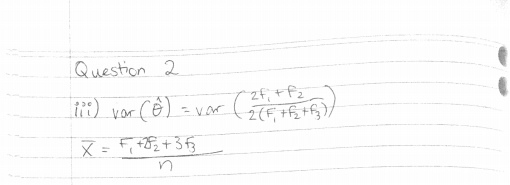 Question 2
iii) var(θ̂) = var (2f₁+f₂ / 2(f₁+f₂+f₃))
X̄ = f₁+2f₂+3f₃ / n